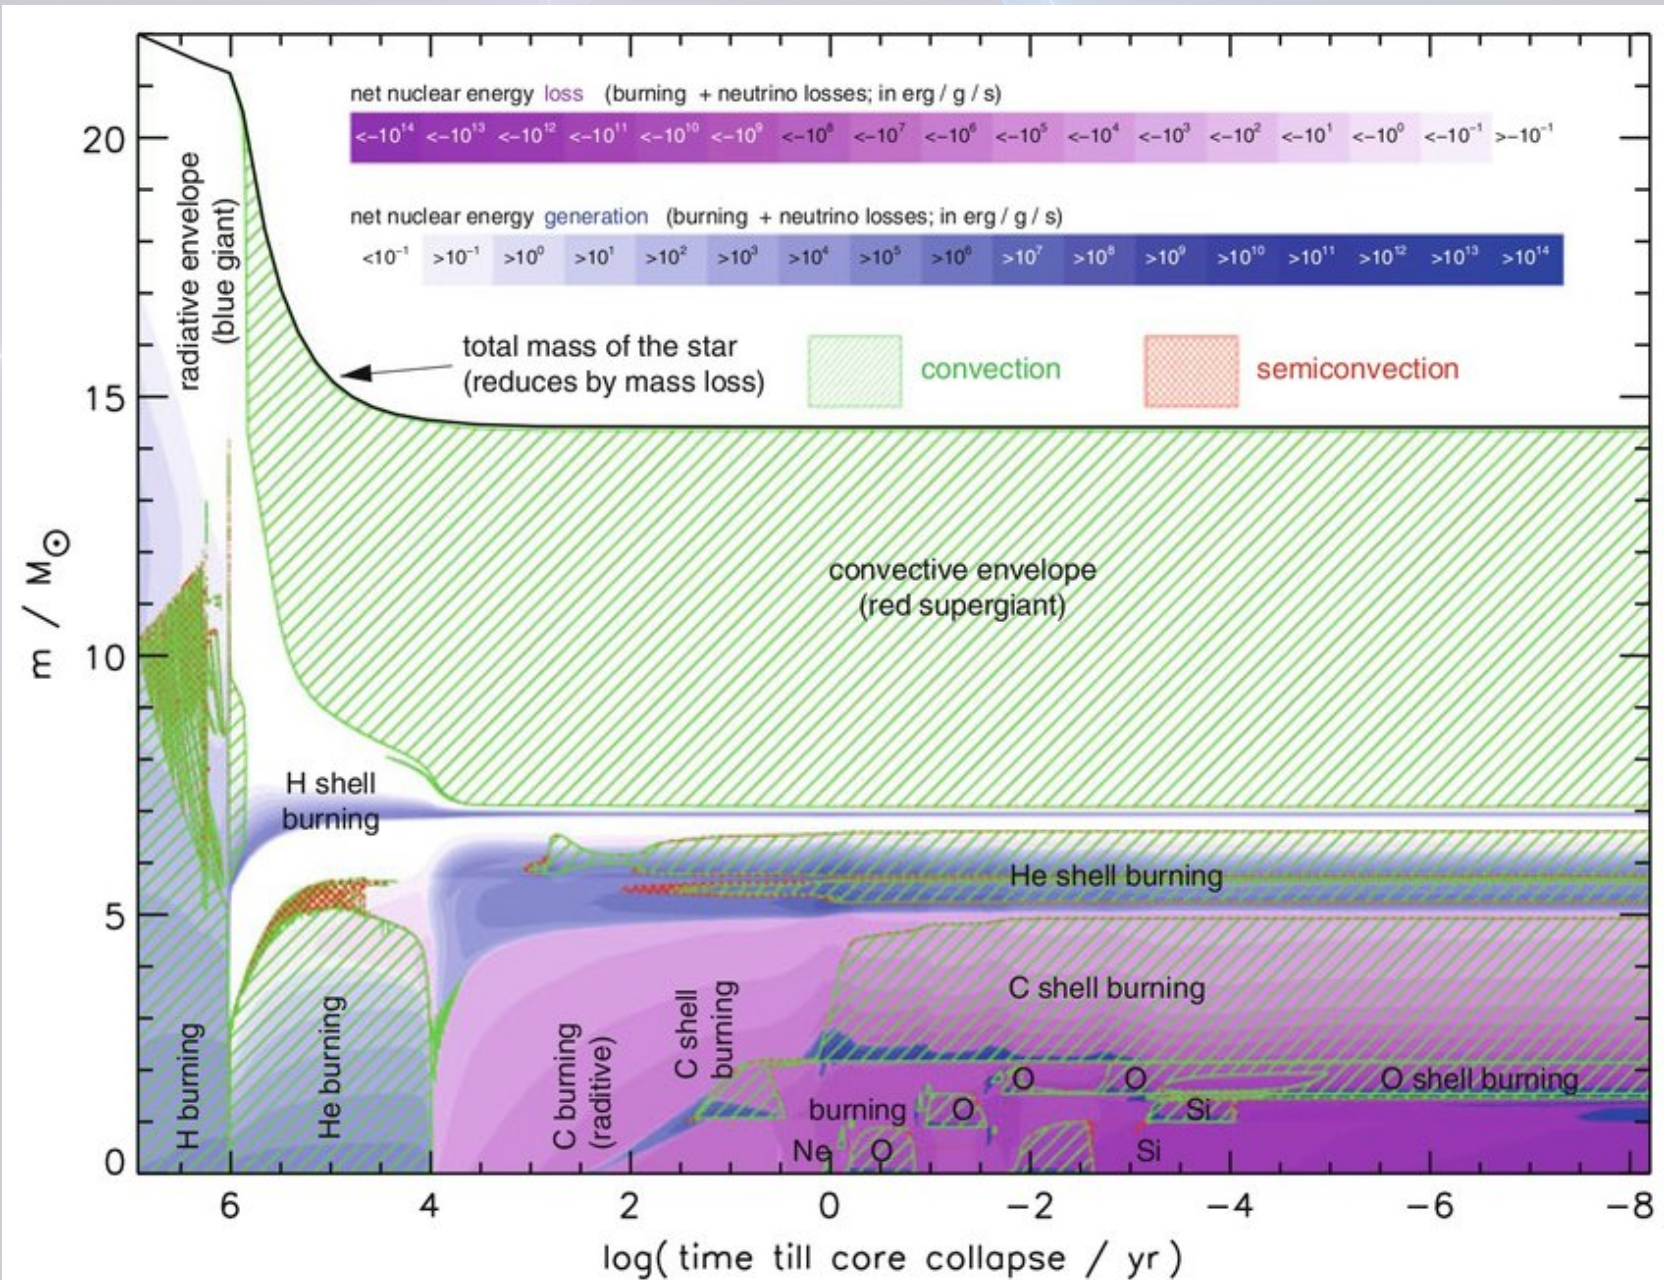 net nuclear energy loss (burning + neutrino losses; in erg / g / s)
<−10¹⁴ <−10¹³ <−10¹² <−10¹¹ <−10¹⁰ <−10⁹ <−10⁸ <−10⁷ <−10⁶ <−10⁵ <−10⁴ <−10³ <−10² <−10¹ <−10⁰ <−10⁻¹ >−10⁻¹
net nuclear energy generation (burning + neutrino losses; in erg / g / s)
<10⁻¹ >10⁻¹ >10⁰ >10¹ >10² >10³ >10⁴ >10⁵ >10⁶ >10⁷ >10⁸ >10⁹ >10¹⁰ >10¹¹ >10¹² >10¹³ >10¹⁴
radiative envelope
(blue giant)
total mass of the star
(reduces by mass loss)
convection
semiconvection
convective envelope
(red supergiant)
H shell
burning
He shell burning
C shell burning
H burning
He burning
C burning
(raditive)
C shell
burning
O
O
O shell burning
burning
O
Si
Ne
O
Si
20
15
10
5
0
m / M⊙
6 4 2 0 −2 −4 −6 −8
log( time till core collapse / yr )